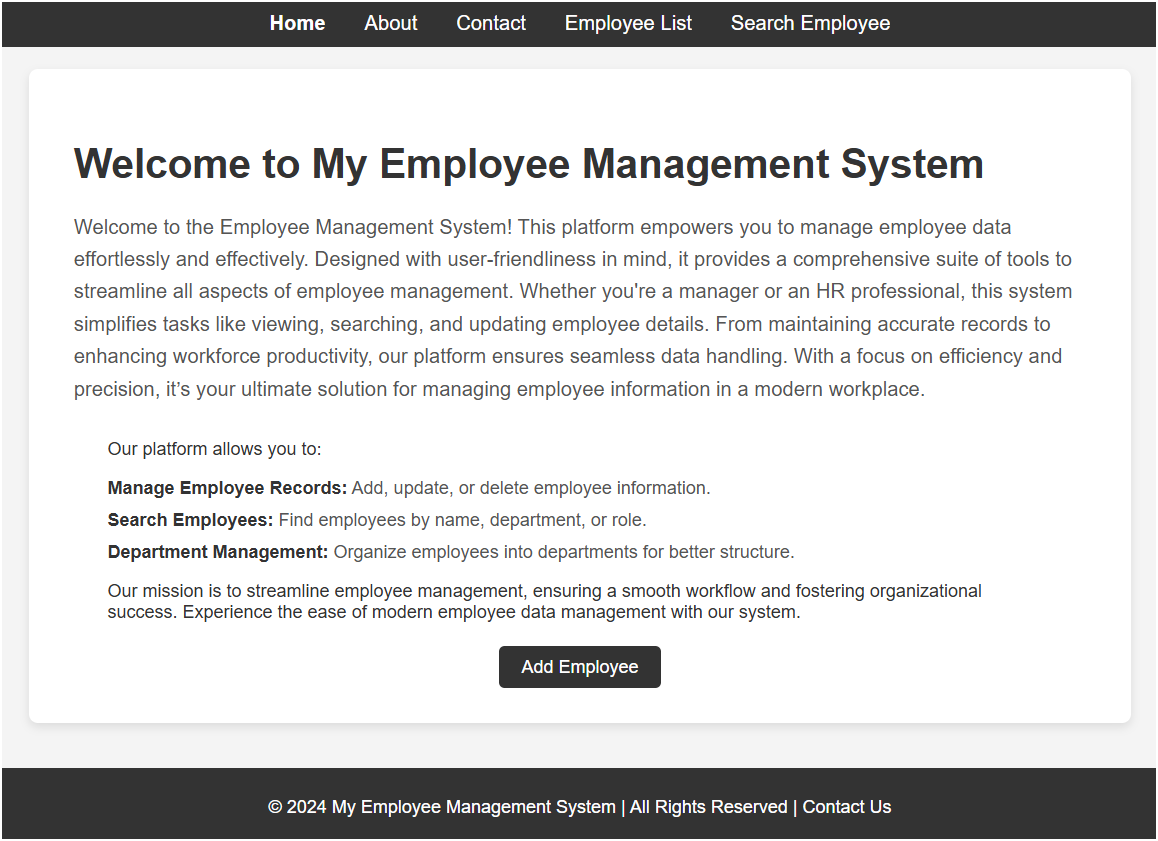 Home About Contact Employee List Search Employee
Welcome to My Employee Management System
Welcome to the Employee Management System! This platform empowers you to manage employee data
effortlessly and effectively. Designed with user-friendliness in mind, it provides a comprehensive suite of tools to
streamline all aspects of employee management. Whether you're a manager or an HR professional, this system
simplifies tasks like viewing, searching, and updating employee details. From maintaining accurate records to
enhancing workforce productivity, our platform ensures seamless data handling. With a focus on efficiency and
precision, it’s your ultimate solution for managing employee information in a modern workplace.
Our platform allows you to:
Manage Employee Records: Add, update, or delete employee information.
Search Employees: Find employees by name, department, or role.
Department Management: Organize employees into departments for better structure.
Our mission is to streamline employee management, ensuring a smooth workflow and fostering organizational
success. Experience the ease of modern employee data management with our system.
Add Employee
© 2024 My Employee Management System | All Rights Reserved | Contact Us